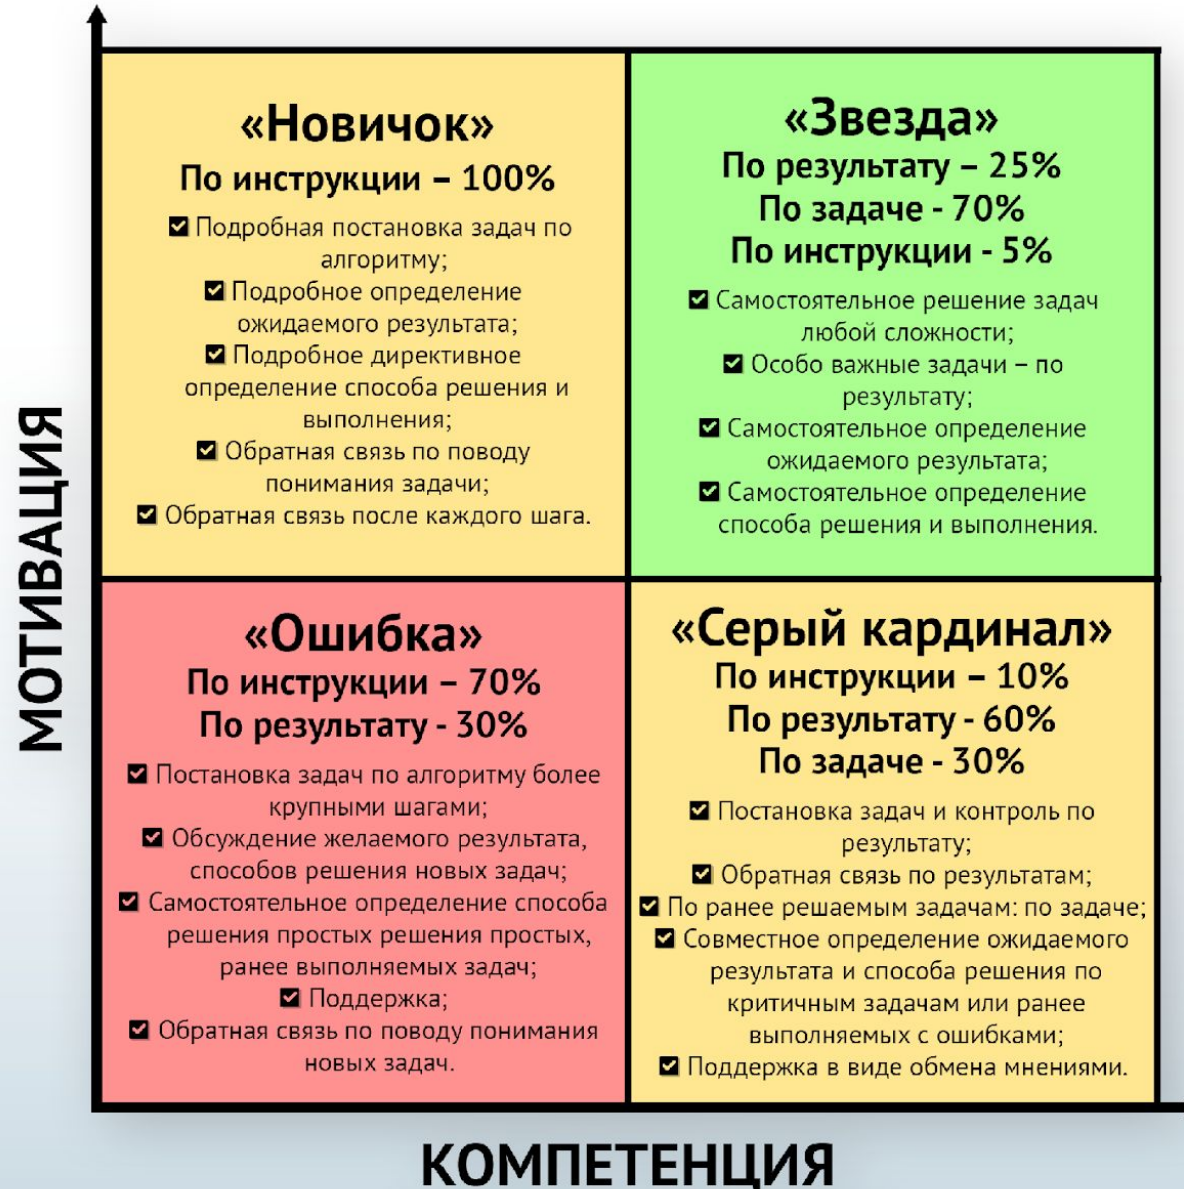 МОТИВАЦИЯ
«Новичок»
По инструкции – 100%
Подробная постановка задач по
алгоритму;
Подробное определение
ожидаемого результата;
Подробное директивное
определение способа решения и
выполнения;
Обратная связь по поводу
понимания задачи;
Обратная связь после каждого шага.
«Звезда»
По результату – 25%
По задаче - 70%
По инструкции - 5%
Самостоятельное решение задач
любой сложности;
Особо важные задачи – по
результату;
Самостоятельное определение
ожидаемого результата;
Самостоятельное определение
способа решения и выполнения.
«Ошибка»
По инструкции – 70%
По результату - 30%
Постановка задач по алгоритму более
крупными шагами;
Обсуждение желаемого результата,
способов решения новых задач;
Самостоятельное определение способа
решения простых решения простых,
ранее выполняемых задач;
Поддержка;
Обратная связь по поводу понимания
новых задач.
«Серый кардинал»
По инструкции – 10%
По результату - 60%
По задаче - 30%
Постановка задач и контроль по
результату;
Обратная связь по результатам;
По ранее решаемым задачам: по задаче;
Совместное определение ожидаемого
результата и способа решения по
критичным задачам или ранее
выполняемых с ошибками;
Поддержка в виде обмена мнениями.
КОМПЕТЕНЦИЯ